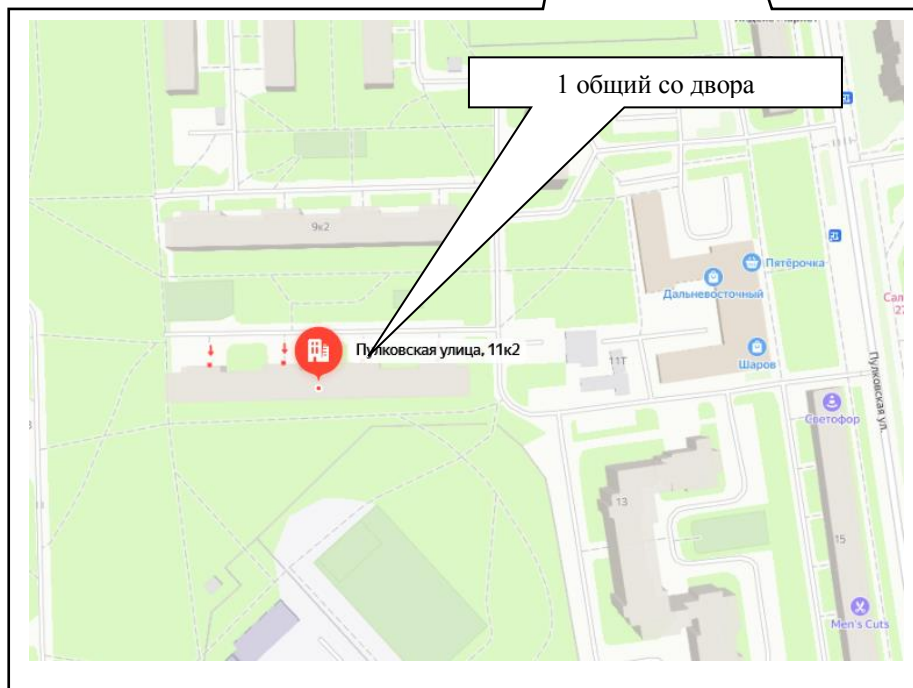 1 общий со двора
9к2
Пятёрочка
Дальневосточный
Пулковская улица, 11к2
11Т
Шаров
Пулковская ул.
Светофор
13
15
Men's Cuts